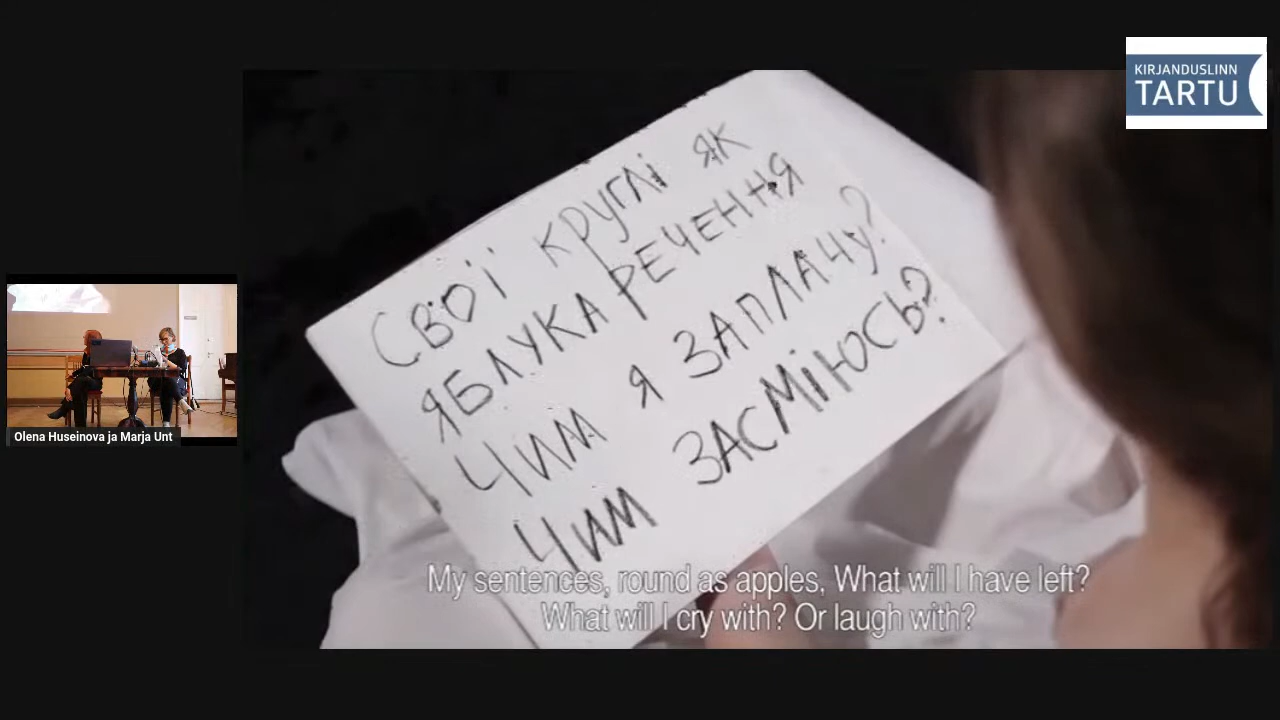 KIRJANDUSLINN
TARTU
СВОЇ КРУГЛІ ЯК
ЯБЛУКА РЕЧЕННЯ
ЧИМ Я ЗАПЛАЧУ?
ЧИМ ЗАСМІЮСЬ?
My sentences, round as apples, What will I have left?
What will I cry with? Or laugh with?
Olena Huseinova ja Marja Unt